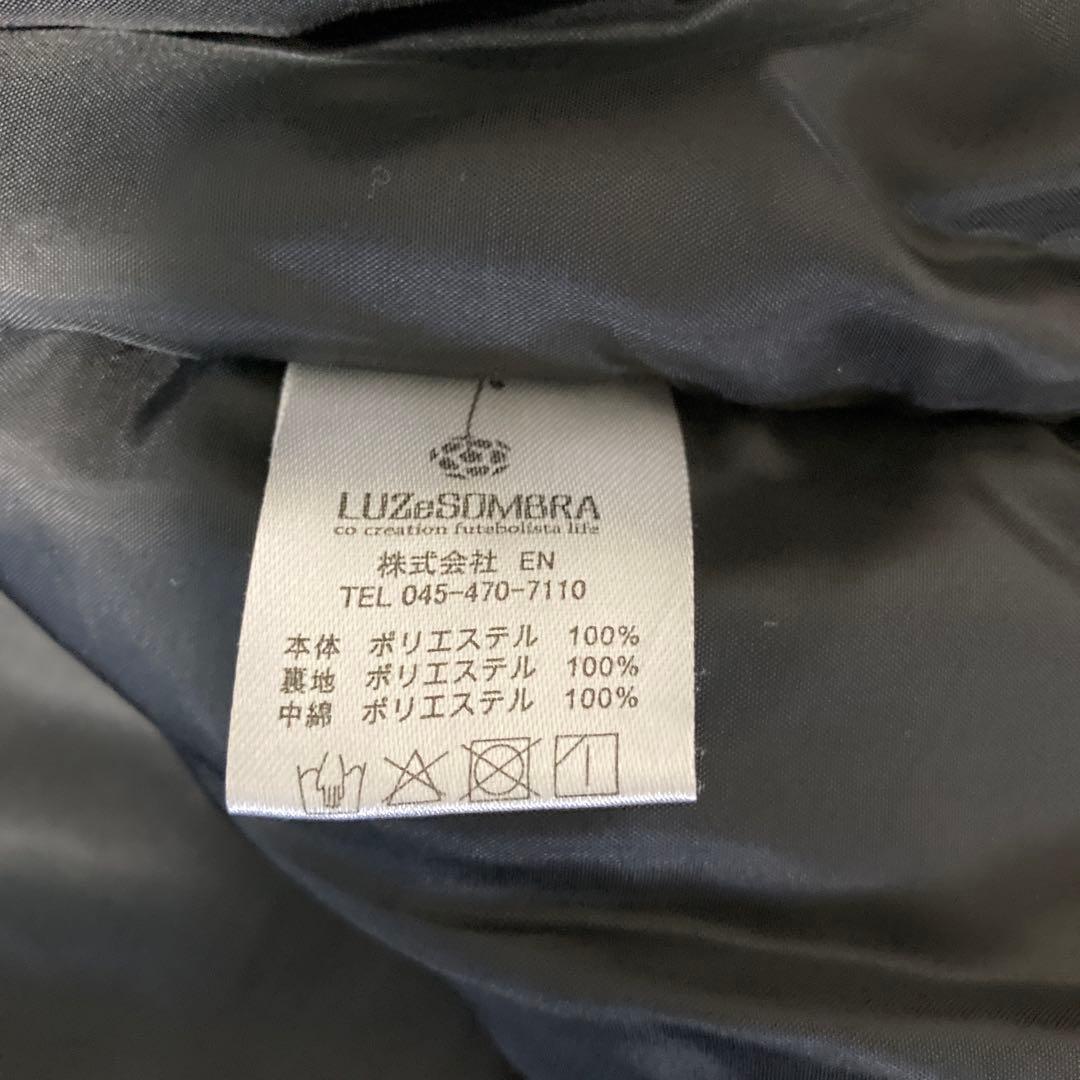 LUZeSOMBRA
co creation futebolista life
株式会社 EN
TEL 045-470-7110
本体 ポリエステル 100%
裏地 ポリエステル 100%
中綿 ポリエステル 100%